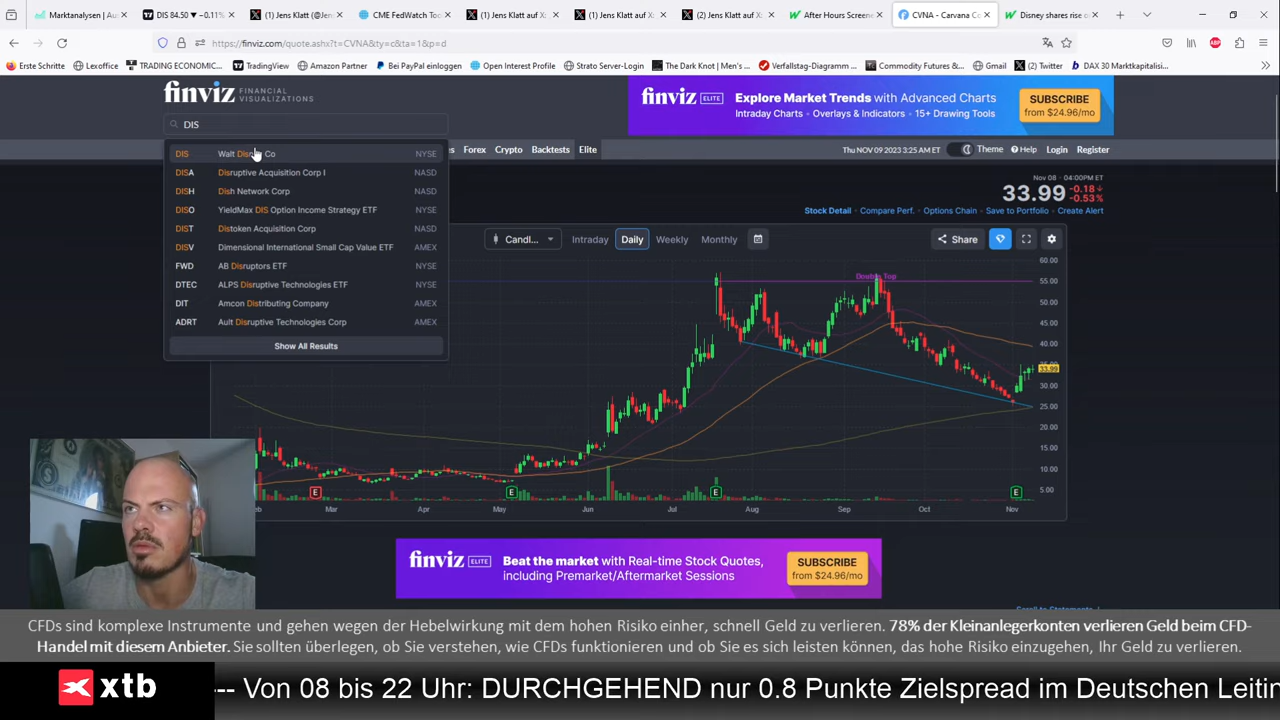 Marktanalysen | Aus
DIS 84.50 ▼ −0.11%
(1) Jens Klatt (@Jen
CME FedWatch Too
(1) Jens Klatt auf X:
(1) Jens Klatt auf X:
(2) Jens Klatt auf X:
After Hours Screene
CVNA - Carvana Co
Disney shares rise o
https://finviz.com/quote.ashx?t=CVNA&ty=c&ta=1&p=d
Erste Schritte
Lexoffice
TRADING ECONOMIC...
TradingView
Amazon Partner
Bei PayPal einloggen
Open Interest Profile
Strato Server-Login
The Dark Knot | Men's ...
Verfallstag-Diagramm ...
Commodity Futures &...
Gmail
(2) Twitter
DAX 30 Marktkapitalisi...
finviz
FINANCIAL
VISUALIZATIONS
finviz ELITE
Explore Market Trends with Advanced Charts
Intraday Charts • Overlays & Indicators • 15+ Drawing Tools
SUBSCRIBE
from $24.96/mo
DIS
Forex Crypto Backtests Elite
THU NOV 09 2023 3:25 AM ET
Theme
Help
Login
Register
DIS Walt Disney Co NYSE
DISA Disruptive Acquisition Corp I NASD
DISH Dish Network Corp NASD
DISO YieldMax DIS Option Income Strategy ETF NYSE
DIST Distoken Acquisition Corp NASD
DISV Dimensional International Small Cap Value ETF AMEX
FWD AB Disruptors ETF NYSE
DTEC ALPS Disruptive Technologies ETF NYSE
DIT Amcon Distributing Company AMEX
ADRT Ault Disruptive Technologies Corp AMEX
Show All Results
Nov 08 • 04:00PM ET
33.99 -0.18
-0.53%
Stock Detail Compare Perf. Options Chain Save to Portfolio Create Alert
Candl...
Intraday
Daily
Weekly
Monthly
Share
Double Top
60.00
55.00
50.00
45.00
40.00
35.00
33.99
30.00
25.00
20.00
15.00
10.00
5.00
E
E
E
E
Mar Apr May Jun Jul Aug Sep Oct Nov
finviz ELITE
Beat the market with Real-time Stock Quotes,
including Premarket/Aftermarket Sessions
SUBSCRIBE
from $24.96/mo
Scroll to Statements
CFDs sind komplexe Instrumente und gehen wegen der Hebelwirkung mit dem hohen Risiko einher, schnell Geld zu verlieren. 78% der Kleinanlegerkonten verlieren Geld beim CFD-
Handel mit diesem Anbieter. Sie sollten überlegen, ob Sie verstehen, wie CFDs funktionieren und ob Sie es sich leisten können, das hohe Risiko einzugehen, Ihr Geld zu verlieren.
xtb
--- Von 08 bis 22 Uhr: DURCHGEHEND nur 0.8 Punkte Zielspread im Deutschen Leiti